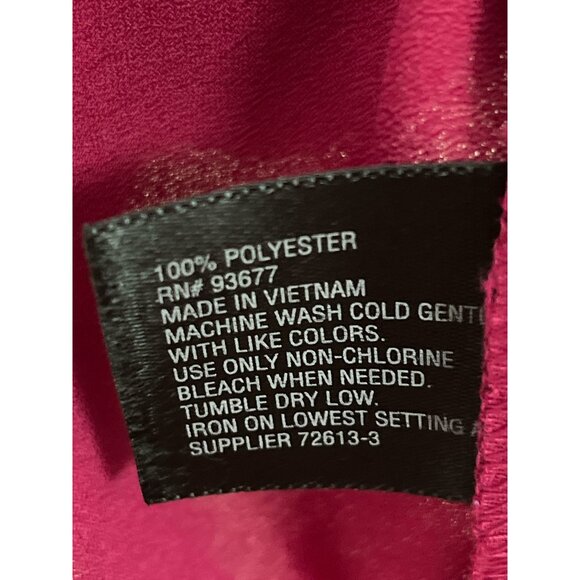 100% POLYESTER
RN# 93677
MADE IN VIETNAM
MACHINE WASH COLD GENT
WITH LIKE COLORS.
USE ONLY NON-CHLORINE
BLEACH WHEN NEEDED.
TUMBLE DRY LOW.
IRON ON LOWEST SETTING
SUPPLIER 72613-3